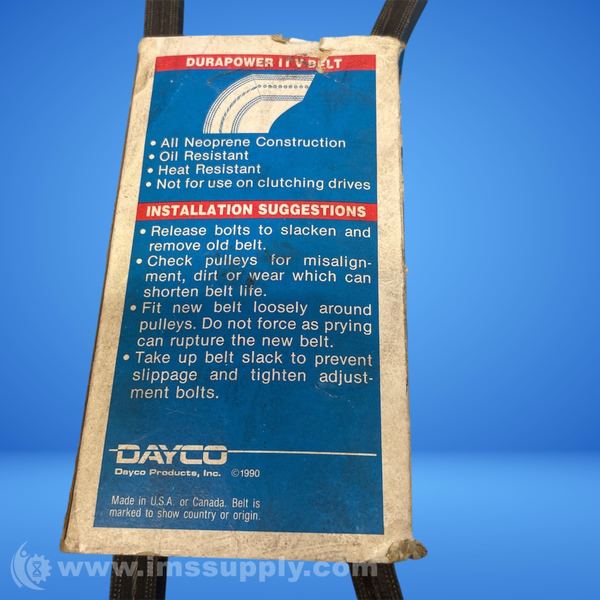 DURAPOWER II V BELT
• All Neoprene Construction
• Oil Resistant
• Heat Resistant
• Not for use on clutching drives
INSTALLATION SUGGESTIONS
• Release bolts to slacken and
remove old belt.
• Check pulleys for misalign-
ment, dirt or wear which can
shorten belt life.
• Fit new belt loosely around
pulleys. Do not force as prying
can rupture the new belt.
• Take up belt slack to prevent
slippage and tighten adjust-
ment bolts.
DAYCO
Dayco Products, Inc. ©1990
Made in U.S.A. or Canada. Belt is
marked to show country or origin.
www.imssupply.com